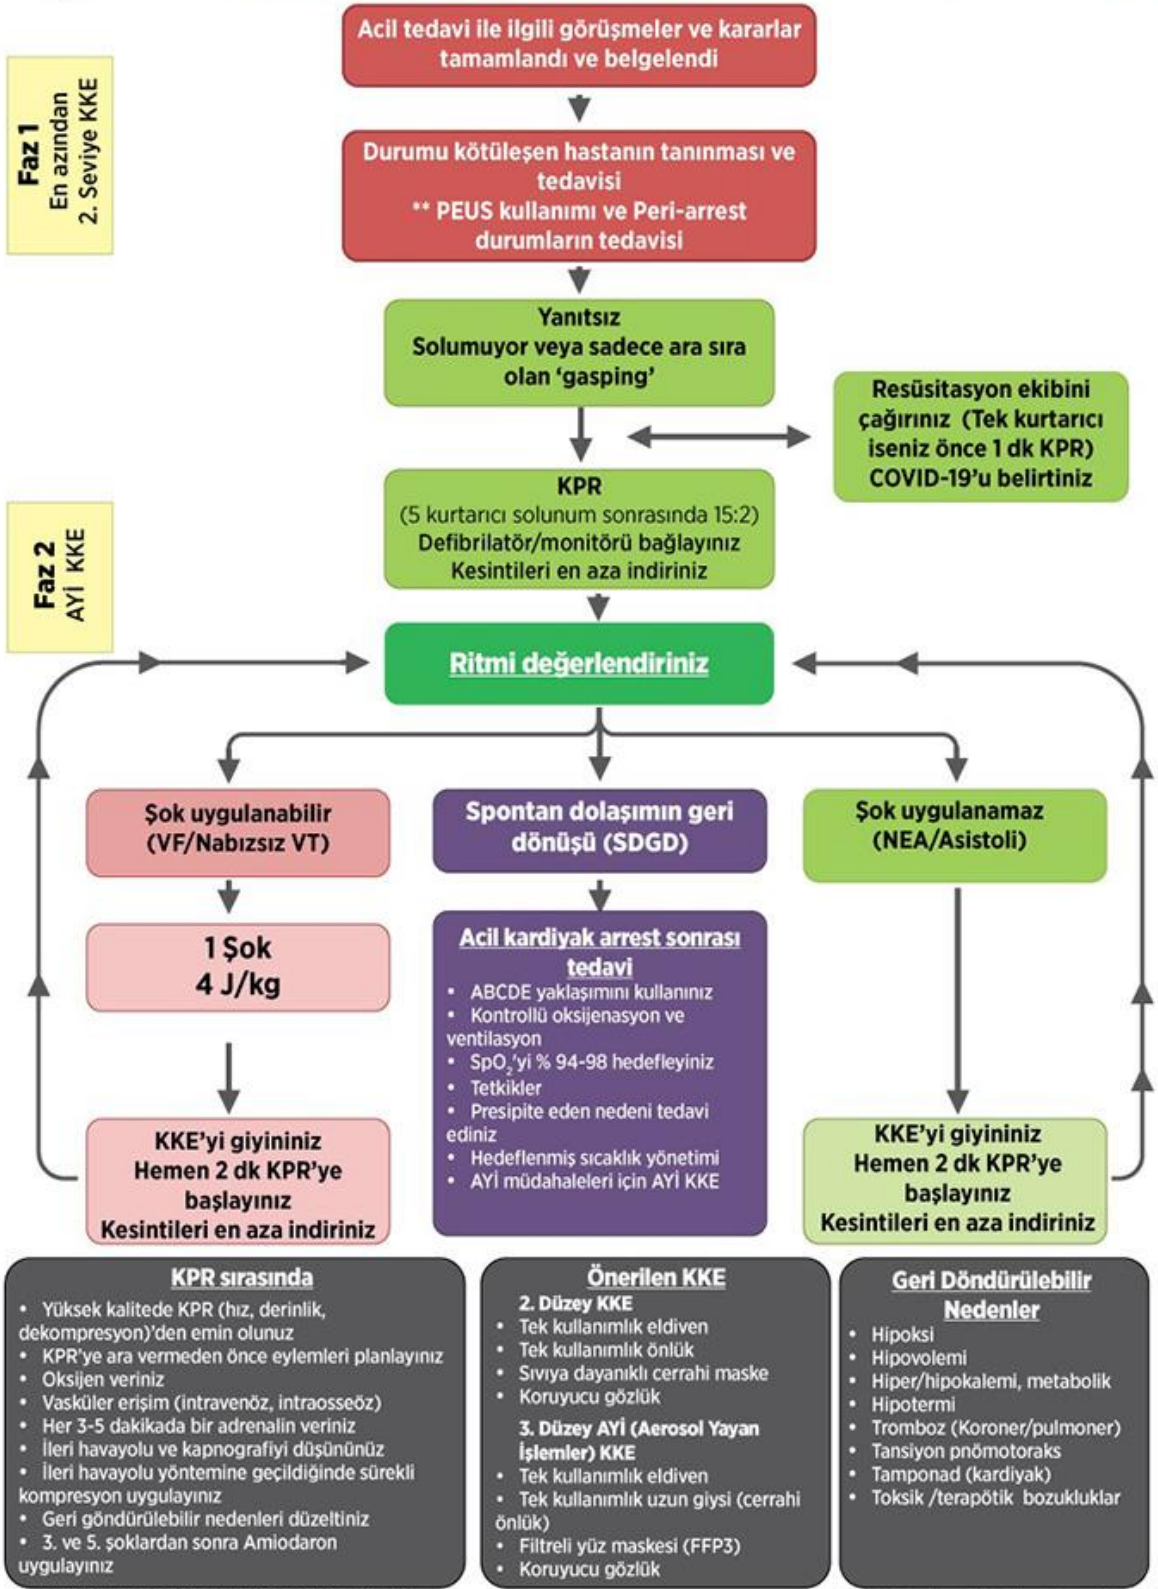 Acil tedavi ile ilgili görüşmeler ve kararlar
tamamlandı ve belgelendi
Faz 1
En azından
2. Seviye KKE
Durumu kötüleşen hastanın tanınması ve
tedavisi
** PEUS kullanımı ve Peri-arrest
durumların tedavisi
Yanıtsız
Solumuyor veya sadece ara sıra
olan ‘gasping’
Resüsitasyon ekibini
çağırınız (Tek kurtarıcı
iseniz önce 1 dk KPR)
COVID-19’u belirtiniz
KPR
(5 kurtarıcı solunum sonrasında 15:2)
Defibrilatör/monitörü bağlayınız
Kesintileri en aza indiriniz
Faz 2
AYİ KKE
Ritmi değerlendiriniz
Şok uygulanabilir
(VF/Nabızsız VT)
1 Şok
4 J/kg
KKE’yi giyininiz
Hemen 2 dk KPR’ye
başlayınız
Kesintileri en aza indiriniz
Spontan dolaşımın geri
dönüşü (SDGD)
Acil kardiyak arrest sonrası
tedavi
• ABCDE yaklaşımını kullanınız
• Kontrollü oksijenasyon ve
ventilasyon
• SpO₂'yi % 94-98 hedefleyiniz
• Tetkikler
• Presipite eden nedeni tedavi
ediniz
• Hedeflenmiş sıcaklık yönetimi
• AYİ müdahaleleri için AYİ KKE
Şok uygulanamaz
(NEA/Asistoli)
KKE’yi giyininiz
Hemen 2 dk KPR’ye
başlayınız
Kesintileri en aza indiriniz
KPR sırasında
• Yüksek kalitede KPR (hız, derinlik,
dekompresyon)’den emin olunuz
• KPR’ye ara vermeden önce eylemleri planlayınız
• Oksijen veriniz
• Vasküler erişim (intravenöz, intraosseöz)
• Her 3-5 dakikada bir adrenalin veriniz
• İleri havayolu ve kapnografiyi düşününüz
• İleri havayolu yöntemine geçildiğinde sürekli
kompresyon uygulayınız
• Geri göndürülebilir nedenleri düzeltiniz
• 3. ve 5. şoklardan sonra Amiodaron
uygulayınız
Önerilen KKE
2. Düzey KKE
• Tek kullanımlık eldiven
• Tek kullanımlık önlük
• Sıvıya dayanıklı cerrahi maske
• Koruyucu gözlük
3. Düzey AYİ (Aerosol Yayan
İşlemler) KKE
• Tek kullanımlık eldiven
• Tek kullanımlık uzun giysi (cerrahi
önlük)
• Filtreli yüz maskesi (FFP3)
• Koruyucu gözlük
Geri Döndürülebilir
Nedenler
• Hipoksi
• Hipovolemi
• Hiper/hipokalemi, metabolik
• Hipotermi
• Tromboz (Koroner/pulmoner)
• Tansiyon pnömotoraks
• Tamponad (kardiyak)
• Toksik /terapötik bozukluklar